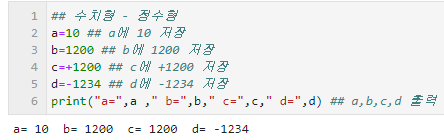 1 ## 수치형 - 정수형
2 a=10 ## a에 10 저장
3 b=1200 ## b에 1200 저장
4 c=+1200 ## c에 +1200 저장
5 d=-1234 ## d에 -1234 저장
6 print("a=",a ," b=",b," c=",c," d=",d) ## a,b,c,d 출력
a= 10  b= 1200  c= 1200  d= -1234